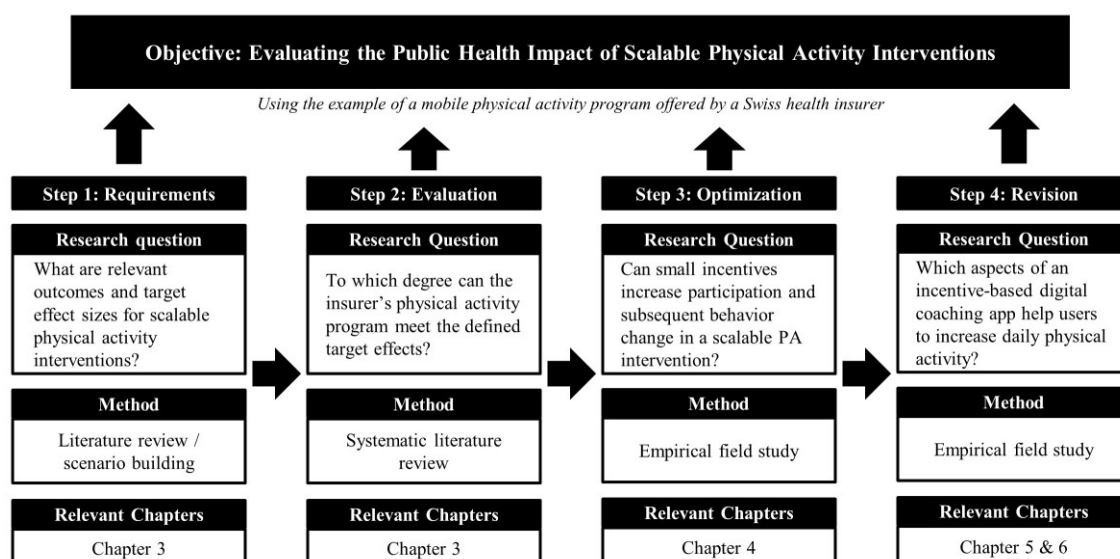 Objective: Evaluating the Public Health Impact of Scalable Physical Activity Interventions
Using the example of a mobile physical activity program offered by a Swiss health insurer
Step 1: Requirements
Research question
What are relevant
outcomes and target
effect sizes for scalable
physical activity
interventions?
Method
Literature review /
scenario building
Relevant Chapters
Chapter 3
Step 2: Evaluation
Research Question
To which degree can the
insurer's physical activity
program meet the defined
target effects?
Method
Systematic literature
review
Relevant Chapters
Chapter 3
Step 3: Optimization
Research Question
Can small incentives
increase participation and
subsequent behavior
change in a scalable PA
intervention?
Method
Empirical field study
Relevant Chapters
Chapter 4
Step 4: Revision
Research Question
Which aspects of an
incentive-based digital
coaching app help users
to increase daily physical
activity?
Method
Empirical field study
Relevant Chapters
Chapter 5 & 6